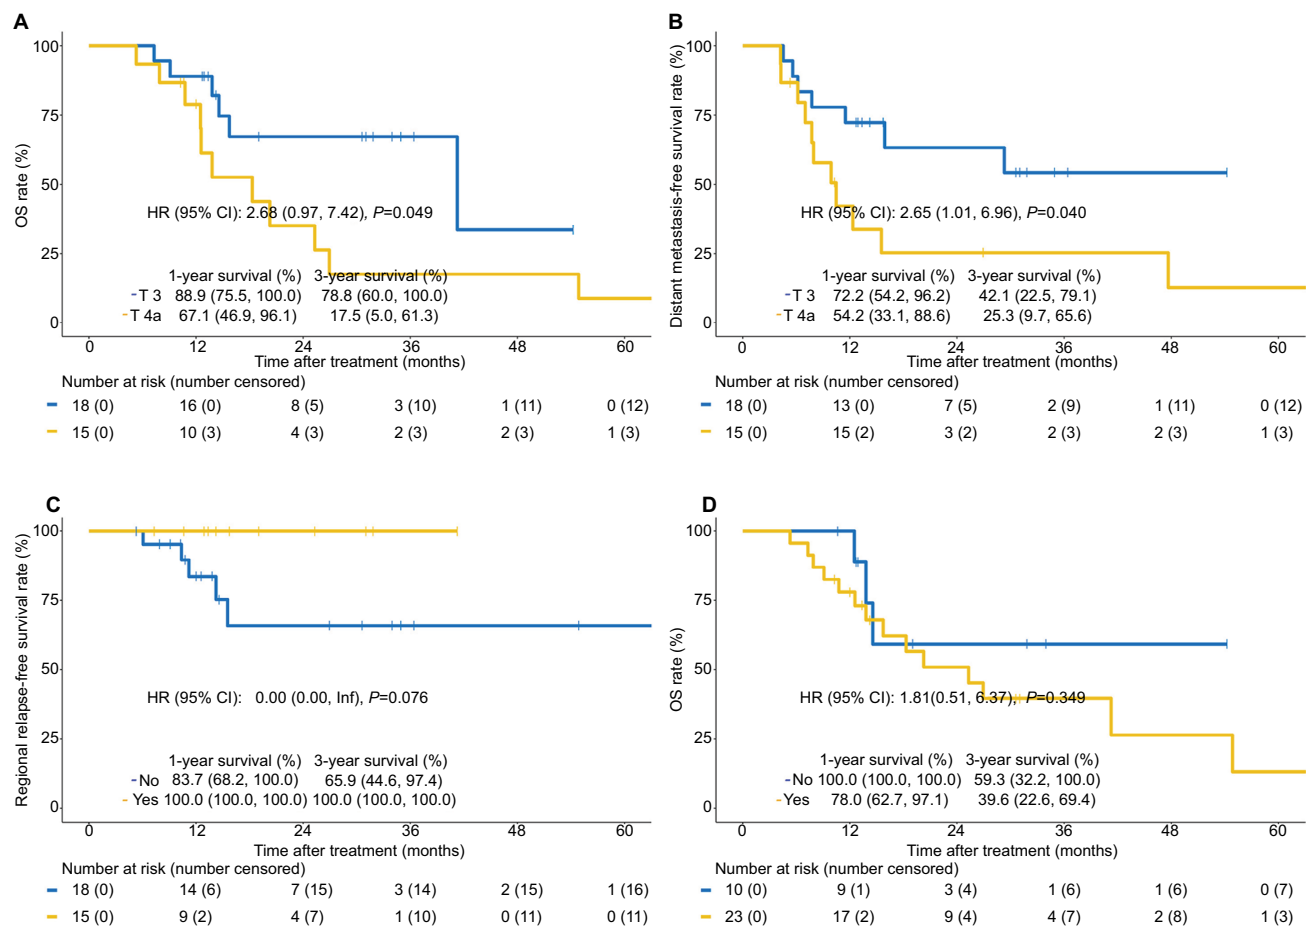 A
OS rate (%)
100
75
50
25
0
HR (95% CI): 2.68 (0.97, 7.42), P=0.049
1-year survival (%) 3-year survival (%)
T 3 88.9 (75.5, 100.0) 78.8 (60.0, 100.0)
T 4a 67.1 (46.9, 96.1) 17.5 (5.0, 61.3)
0 12 24 36 48 60
Time after treatment (months)
Number at risk (number censored)
18 (0) 16 (0) 8 (5) 3 (10) 1 (11) 0 (12)
15 (0) 10 (3) 4 (3) 2 (3) 2 (3) 1 (3)
B
Distant metastasis-free survival rate (%)
100
75
50
25
0
HR (95% CI): 2.65 (1.01, 6.96), P=0.040
1-year survival (%) 3-year survival (%)
T 3 72.2 (54.2, 96.2) 42.1 (22.5, 79.1)
T 4a 54.2 (33.1, 88.6) 25.3 (9.7, 65.6)
0 12 24 36 48 60
Time after treatment (months)
Number at risk (number censored)
18 (0) 13 (0) 7 (5) 2 (9) 1 (11) 0 (12)
15 (0) 15 (2) 3 (2) 2 (3) 2 (3) 1 (3)
C
Regional relapse-free survival rate (%)
100
75
50
25
0
HR (95% CI): 0.00 (0.00, Inf), P=0.076
1-year survival (%) 3-year survival (%)
No 83.7 (68.2, 100.0) 65.9 (44.6, 97.4)
Yes 100.0 (100.0, 100.0) 100.0 (100.0, 100.0)
0 12 24 36 48 60
Time after treatment (months)
Number at risk (number censored)
18 (0) 14 (6) 7 (15) 3 (14) 2 (15) 1 (16)
15 (0) 9 (2) 4 (7) 1 (10) 0 (11) 0 (11)
D
OS rate (%)
100
75
50
25
0
HR (95% CI): 1.81(0.51, 6.37), P=0.349
1-year survival (%) 3-year survival (%)
No 100.0 (100.0, 100.0) 59.3 (32.2, 100.0)
Yes 78.0 (62.7, 97.1) 39.6 (22.6, 69.4)
0 12 24 36 48 60
Time after treatment (months)
Number at risk (number censored)
10 (0) 9 (1) 3 (4) 1 (6) 1 (6) 0 (7)
23 (0) 17 (2) 9 (4) 4 (7) 2 (8) 1 (3)